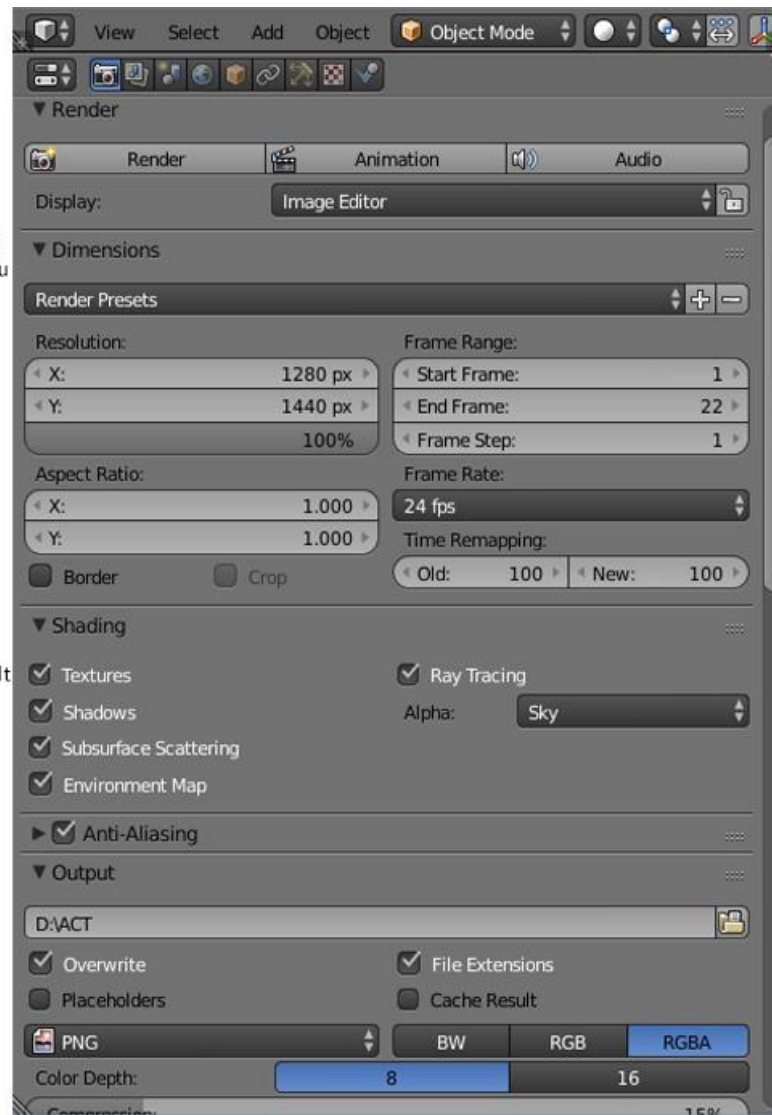 View Select Add Object Object Mode
Render
Render Animation Audio
Display: Image Editor
u
Dimensions
Render Presets
Resolution: Frame Range:
X: 1280 px Start Frame: 1
Y: 1440 px End Frame: 22
100% Frame Step: 1
Aspect Ratio: Frame Rate:
X: 1.000 24 fps
Y: 1.000 Time Remapping:
Border Crop Old: 100 New: 100
Shading
lt Textures Ray Tracing
Shadows Alpha: Sky
Subsurface Scattering
Environment Map
Anti-Aliasing
Output
D:\ACT
Overwrite File Extensions
Placeholders Cache Result
PNG BW RGB RGBA
Color Depth: 8 16
Compression: 15%